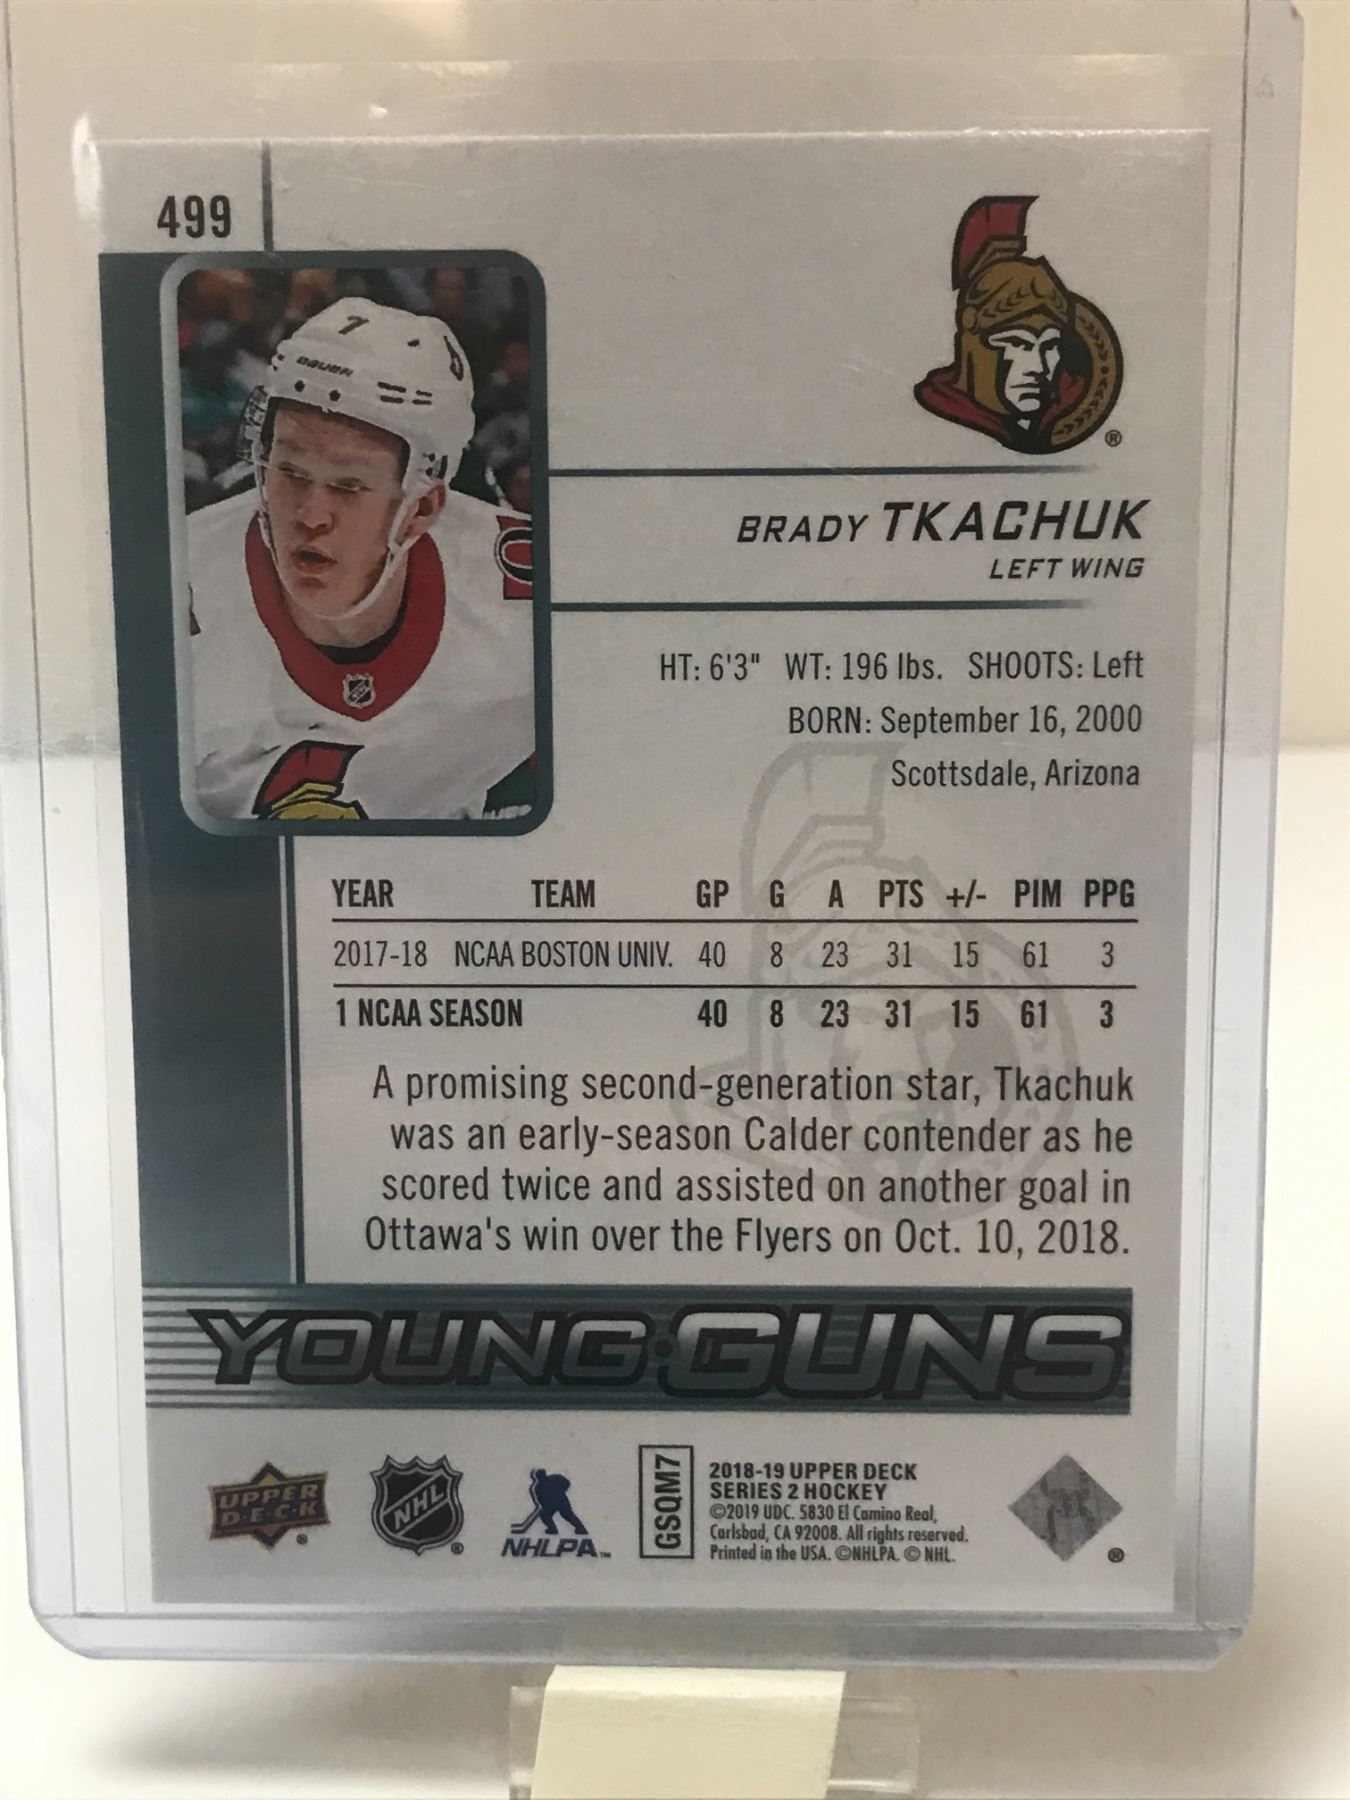 499
7
BAUER
BRADY TKACHUK
LEFT WING
HT: 6'3" WT: 196 lbs. SHOOTS: Left
BORN: September 16, 2000
Scottsdale, Arizona
YEAR TEAM GP G A PTS +/- PIM PPG
2017-18 NCAA BOSTON UNIV. 40 8 23 31 15 61 3
1 NCAA SEASON 40 8 23 31 15 61 3
A promising second-generation star, Tkachuk
was an early-season Calder contender as he
scored twice and assisted on another goal in
Ottawa's win over the Flyers on Oct. 10, 2018.
YOUNG·GUNS
UPPER
D·E·C·K
®
NHL
®
NHLPA™
GSQM7
2018-19 UPPER DECK
SERIES 2 HOCKEY
©2019 UDC. 5830 El Camino Real,
Carlsbad, CA 92008. All rights reserved.
Printed in the USA. ©NHLPA. © NHL.
®